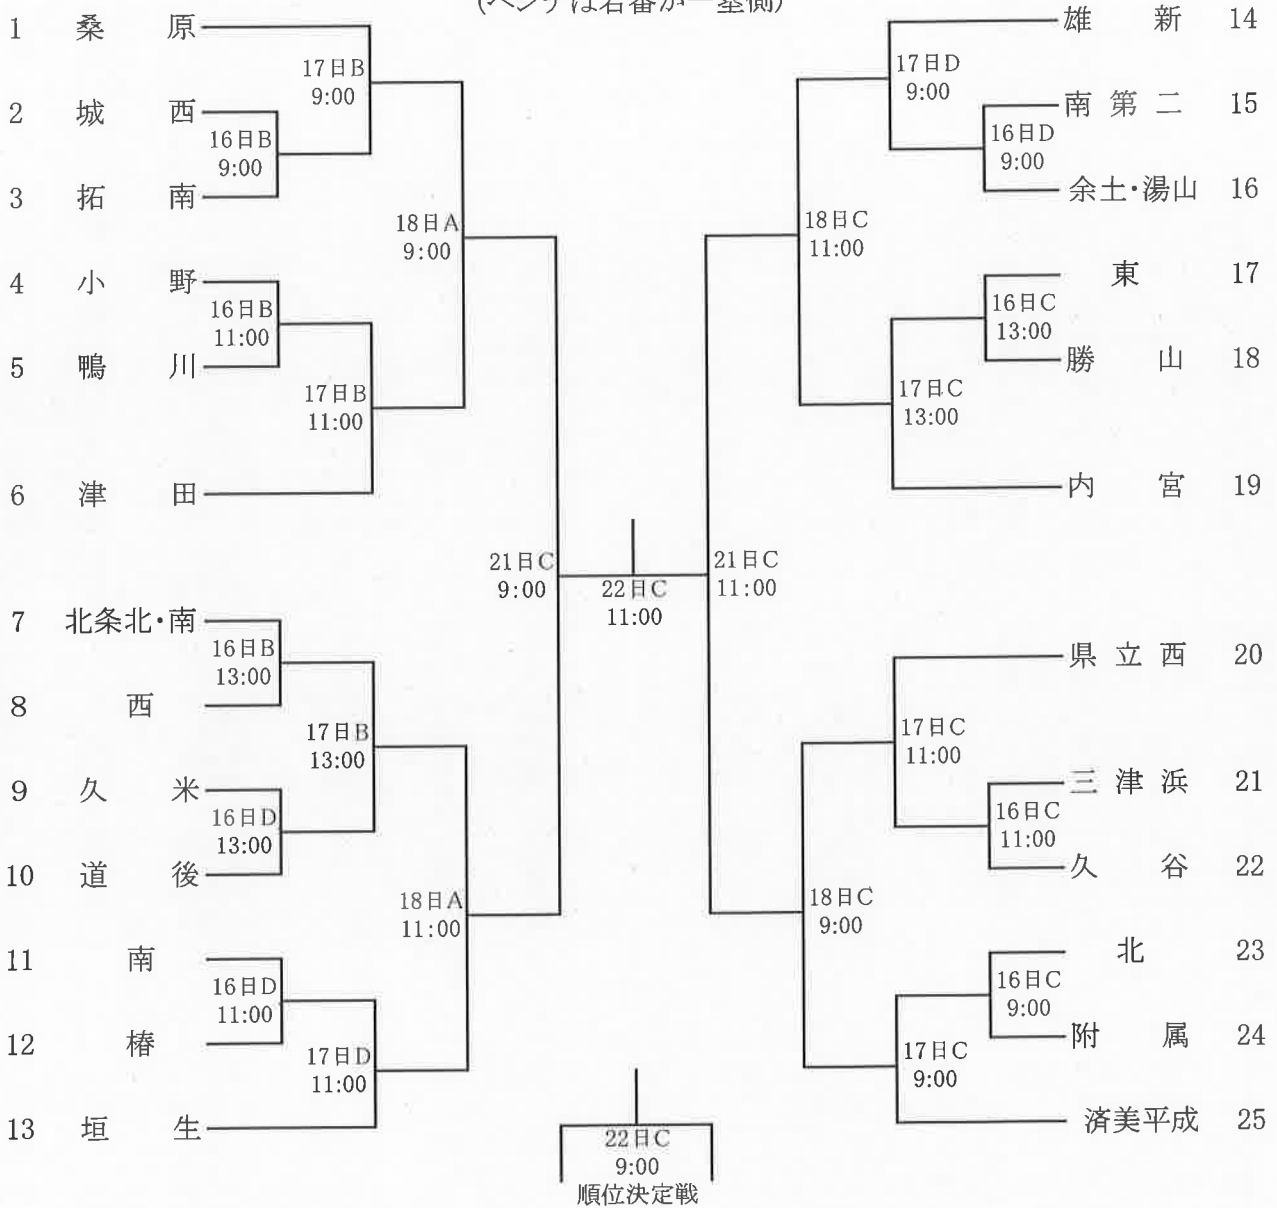 (ベンチは若番が一塁側)
1 桑原
17日B
9:00
2 城西
16日B
9:00
3 拓南
18日A
9:00
4 小野
16日B
11:00
5 鴨川
17日B
11:00
6 津田
21日C
9:00
7 北条北・南
16日B
13:00
8 西
17日B
13:00
9 久米
16日D
13:00
10 道後
18日A
11:00
11 南
16日D
11:00
12 椿
17日D
11:00
13 垣生
22日C
11:00
22日C
9:00
順位決定戦
雄新 14
17日D
9:00
南第二 15
16日D
9:00
余土・湯山 16
18日C
11:00
東 17
16日C
13:00
勝山 18
17日C
13:00
内宮 19
21日C
11:00
県立西 20
17日C
11:00
三津浜 21
16日C
11:00
久谷 22
18日C
9:00
北 23
16日C
9:00
附属 24
17日C
9:00
済美平成 25